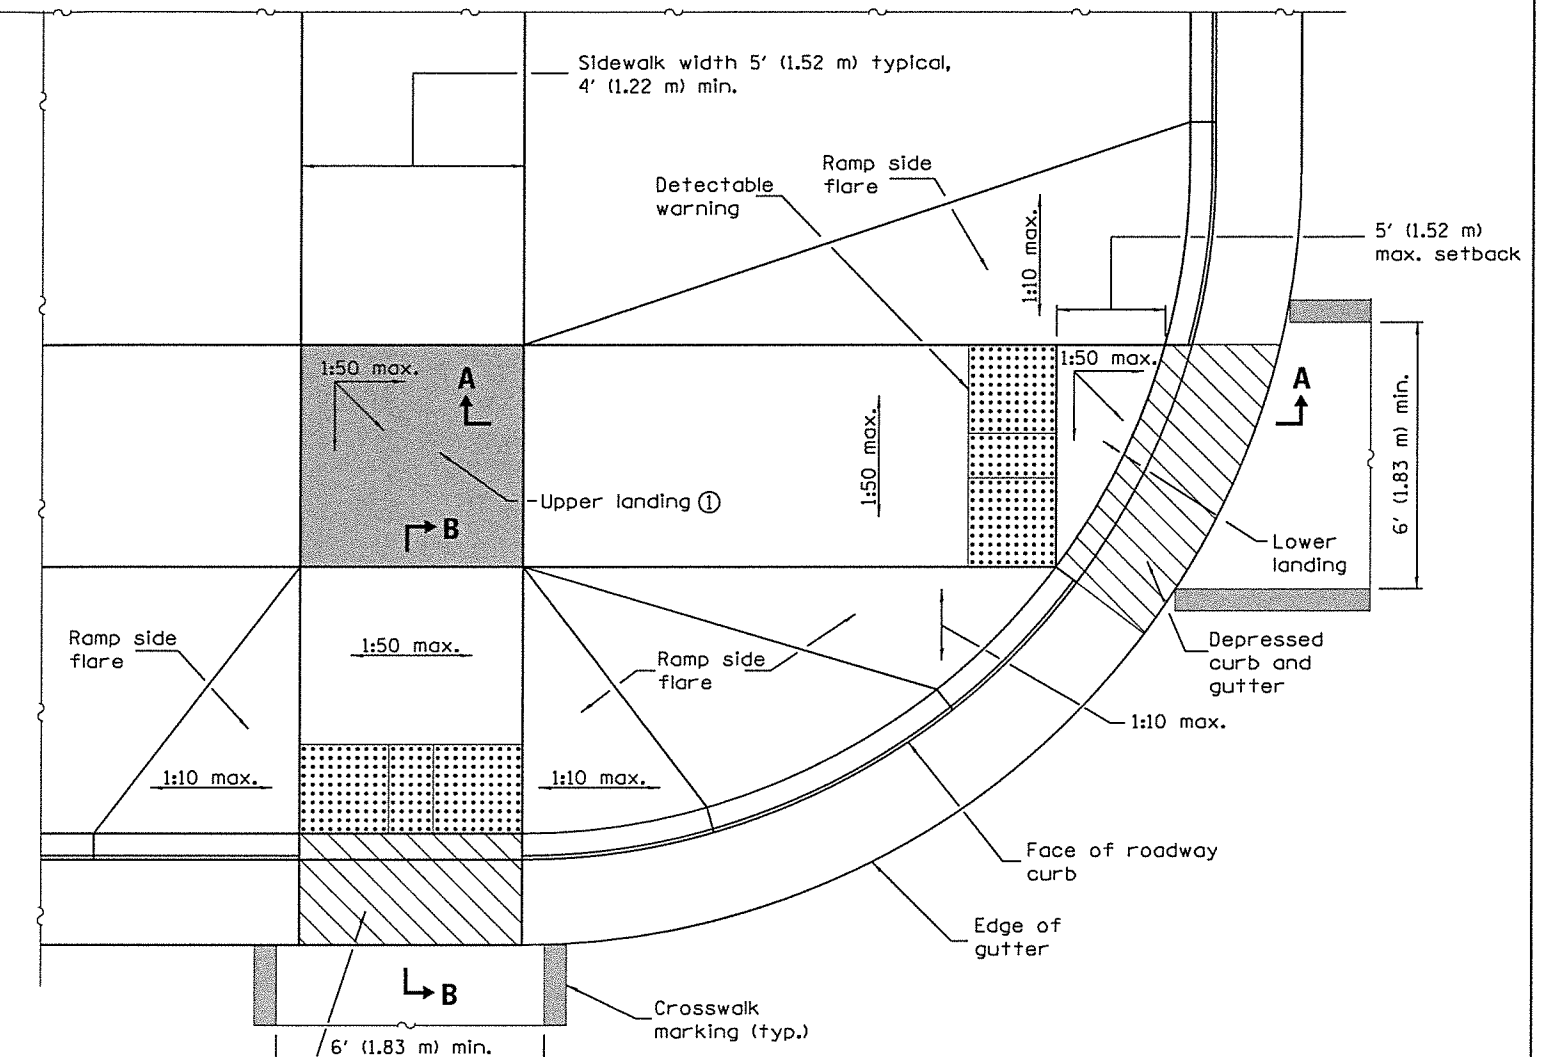 Sidewalk width 5' (1.52 m) typical,
4' (1.22 m) min.
Ramp side
flare
Detectable
warning
1:10 max.
5' (1.52 m)
max. setback
1:50 max.
A
1:50 max.
A
1:50 max.
6' (1.83 m) min.
Upper landing ①
B
Lower
landing
Ramp side
flare
1:50 max.
Ramp side
flare
Depressed
curb and
gutter
1:10 max.
1:10 max.
1:10 max.
Face of roadway
curb
Edge of
gutter
B
Crosswalk
marking (typ.)
6' (1.83 m) min.